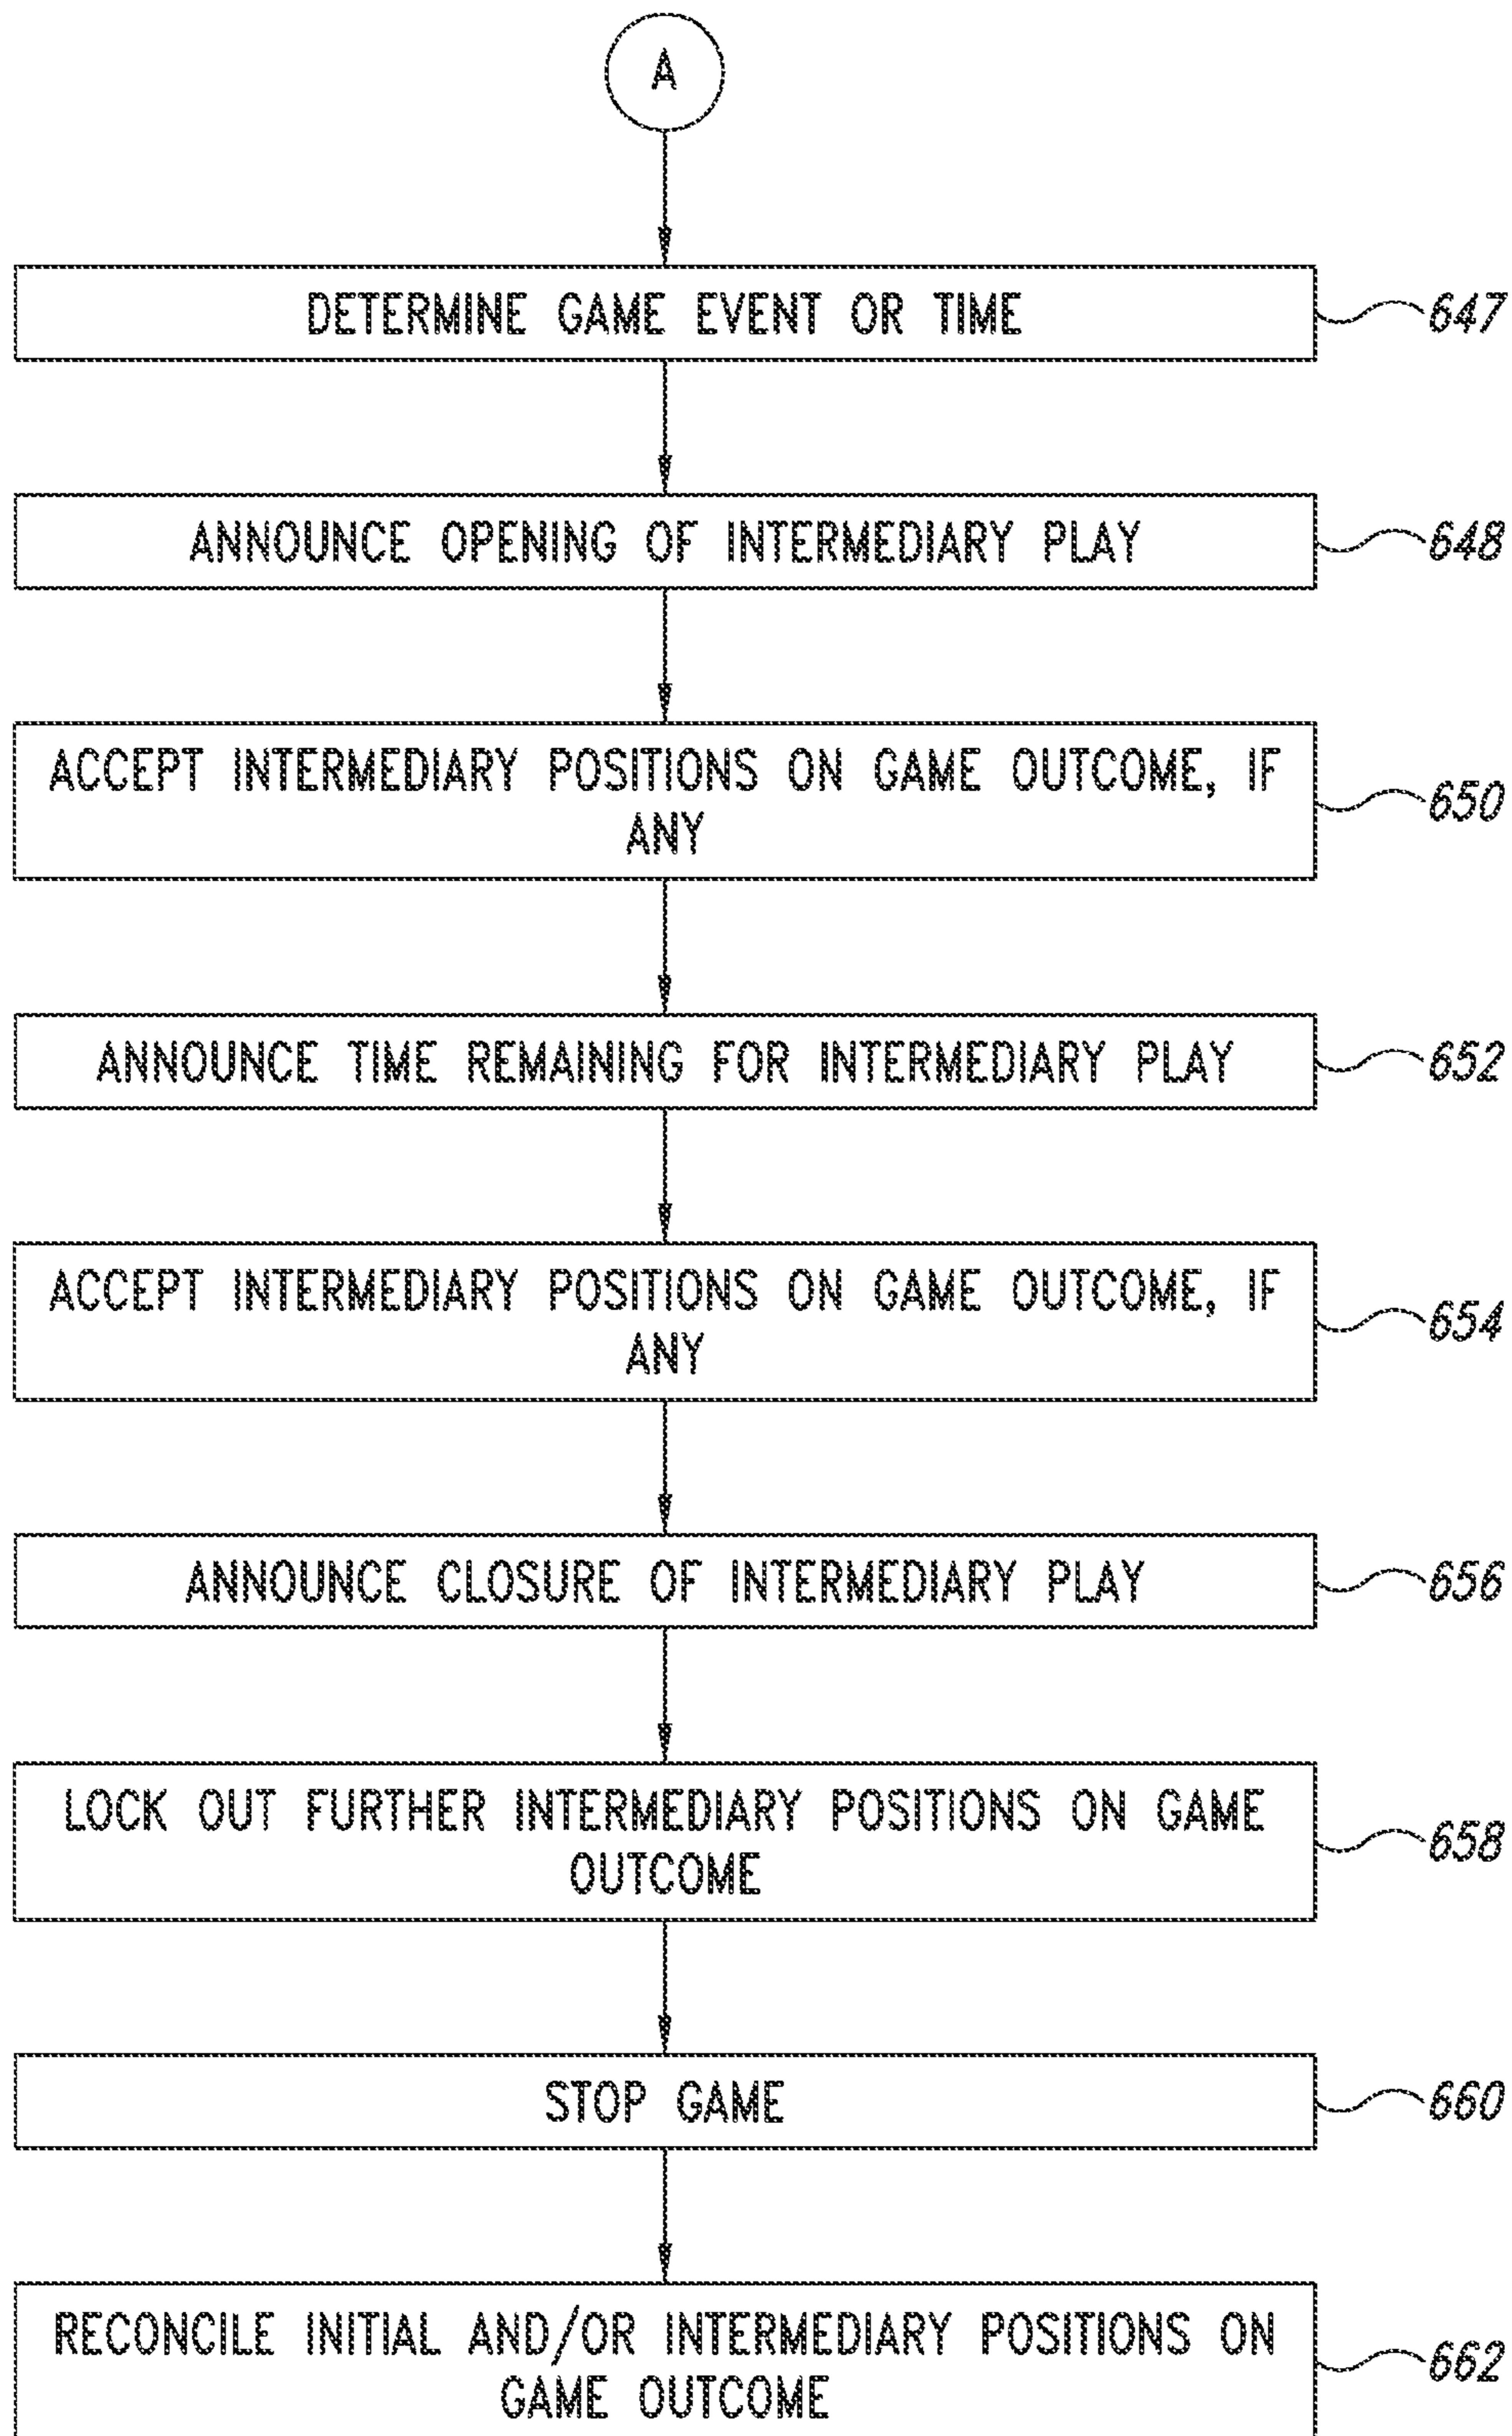 A
DETERMINE GAME EVENT OR TIME
647
ANNOUNCE OPENING OF INTERMEDIARY PLAY
648
ACCEPT INTERMEDIARY POSITIONS ON GAME OUTCOME, IF
ANY
650
ANNOUNCE TIME REMAINING FOR INTERMEDIARY PLAY
652
ACCEPT INTERMEDIARY POSITIONS ON GAME OUTCOME, IF
ANY
654
ANNOUNCE CLOSURE OF INTERMEDIARY PLAY
656
LOCK OUT FURTHER INTERMEDIARY POSITIONS ON GAME
OUTCOME
658
STOP GAME
660
RECONCILE INITIAL AND/OR INTERMEDIARY POSITIONS ON
GAME OUTCOME
662